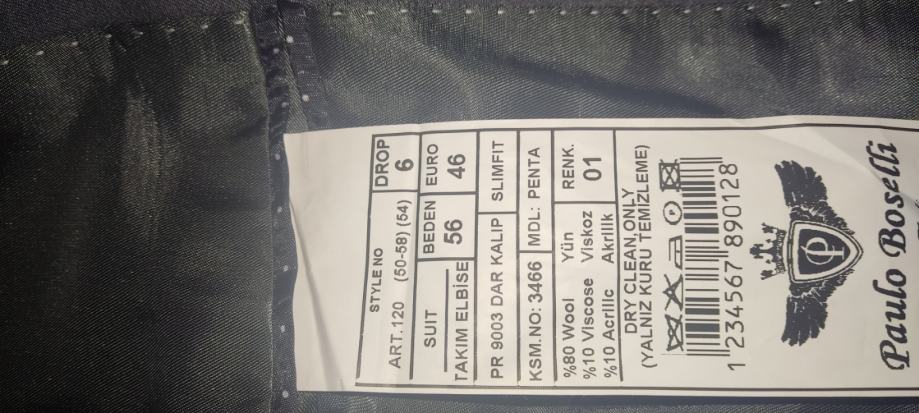 STYLE NO
ART.120 (50-58) (54)
DROP
6
SUIT
TAKIM ELBİSE
BEDEN
56
EURO
46
PR 9003 DAR KALIP SLIMFIT
KSM.NO: 3466 MDL: PENTA
%80 Wool Yün
%10 Viscose Viskoz
%10 Acrilic Akrilik
RENK.
01
DRY CLEAN,ONLY
(YALNIZ KURU TEMİZLEME)
P
1 234567 890128
Paulo Boselli